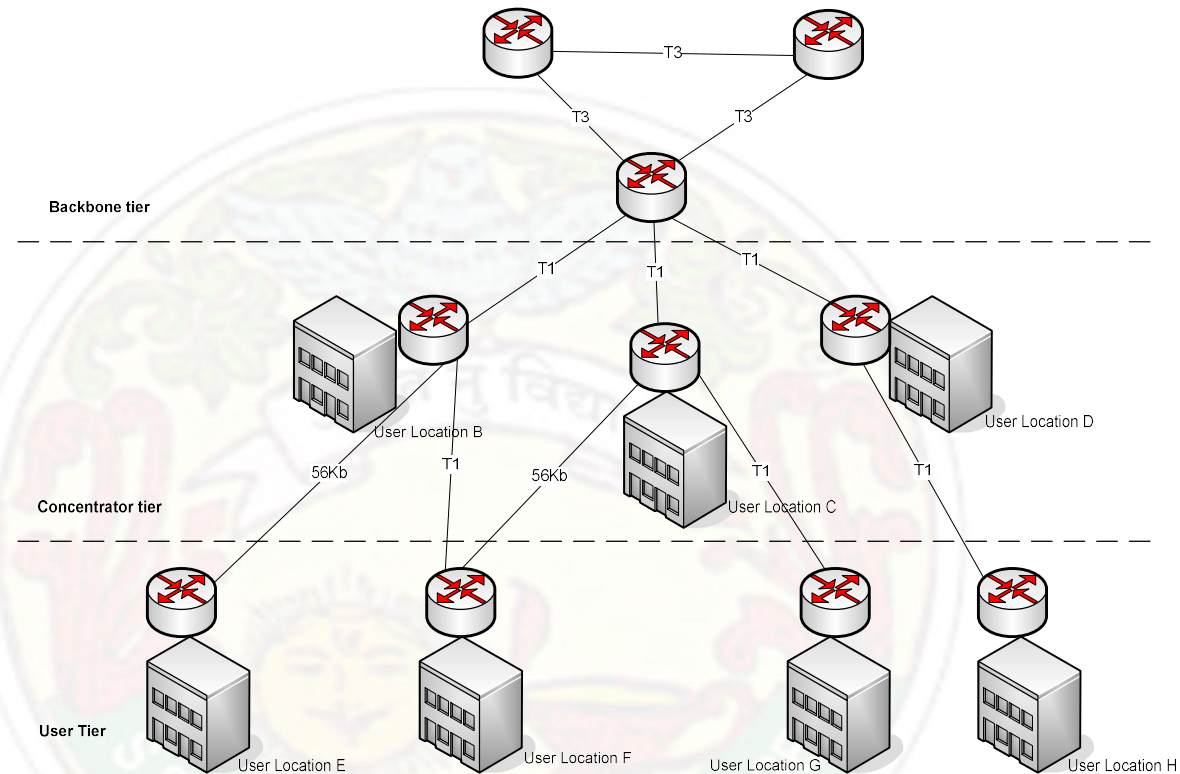 T3
T3
T3
Backbone tier
T1
T1
T1
User Location B
User Location D
56Kb
T1
56Kb
T1
T1
Concentrator tier
User Location C
User Tier
User Location E
User Location F
User Location G
User Location H